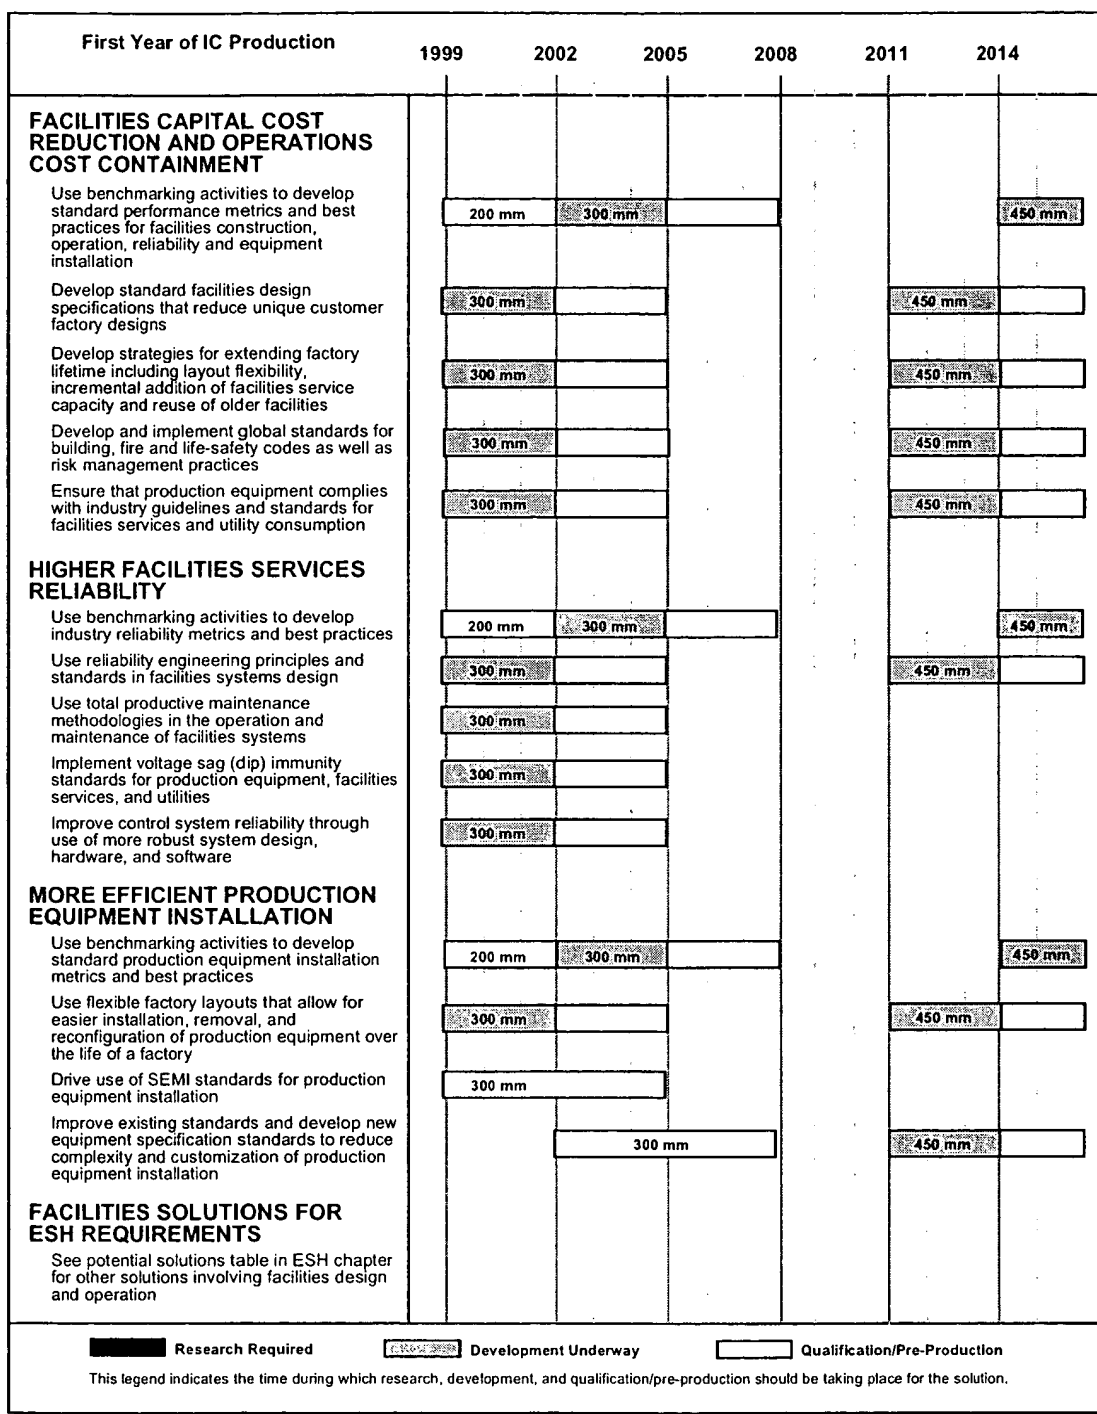 First Year of IC Production
1999 2002 2005 2008 2011 2014
FACILITIES CAPITAL COST
REDUCTION AND OPERATIONS
COST CONTAINMENT
Use benchmarking activities to develop
standard performance metrics and best
practices for facilities construction,
operation, reliability and equipment
installation
200 mm 300 mm 450 mm
Develop standard facilities design
specifications that reduce unique customer
factory designs
300 mm 450 mm
Develop strategies for extending factory
lifetime including layout flexibility,
incremental addition of facilities service
capacity and reuse of older facilities
300 mm 450 mm
Develop and implement global standards for
building, fire and life-safety codes as well as
risk management practices
300 mm 450 mm
Ensure that production equipment complies
with industry guidelines and standards for
facilities services and utility consumption
300 mm 450 mm
HIGHER FACILITIES SERVICES
RELIABILITY
Use benchmarking activities to develop
industry reliability metrics and best practices
200 mm 300 mm 450 mm
Use reliability engineering principles and
standards in facilities systems design
300 mm 450 mm
Use total productive maintenance
methodologies in the operation and
maintenance of facilities systems
300 mm
Implement voltage sag (dip) immunity
standards for production equipment, facilities
services, and utilities
300 mm
Improve control system reliability through
use of more robust system design,
hardware, and software
300 mm
MORE EFFICIENT PRODUCTION
EQUIPMENT INSTALLATION
Use benchmarking activities to develop
standard production equipment installation
metrics and best practices
200 mm 300 mm 450 mm
Use flexible factory layouts that allow for
easier installation, removal, and
reconfiguration of production equipment over
the life of a factory
300 mm 450 mm
Drive use of SEMI standards for production
equipment installation
300 mm
Improve existing standards and develop new
equipment specification standards to reduce
complexity and customization of production
equipment installation
300 mm 450 mm
FACILITIES SOLUTIONS FOR
ESH REQUIREMENTS
See potential solutions table in ESH chapter
for other solutions involving facilities design
and operation
Research Required Development Underway Qualification/Pre-Production
This legend indicates the time during which research, development, and qualification/pre-production should be taking place for the solution.